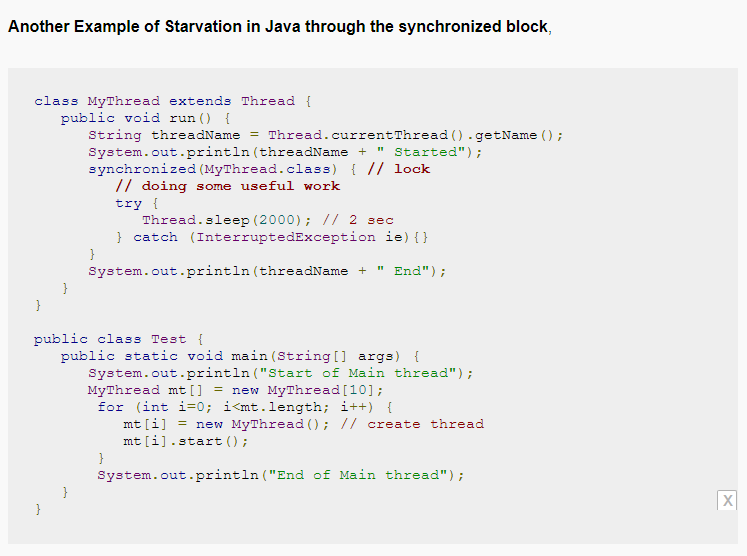 Another Example of Starvation in Java through the synchronized block,
class MyThread extends Thread {
public void run() {
String threadName = Thread.currentThread().getName();
System.out.println(threadName + " Started");
synchronized(MyThread.class) { // lock
// doing some useful work
try {
Thread.sleep(2000); // 2 sec
} catch (InterruptedException ie){}
}
System.out.println(threadName + " End");
}
}
public class Test {
public static void main(String[] args) {
System.out.println("Start of Main thread");
MyThread mt[] = new MyThread[10];
for (int i=0; i<mt.length; i++) {
mt[i] = new MyThread(); // create thread
mt[i].start();
}
System.out.println("End of Main thread");
}
}
X